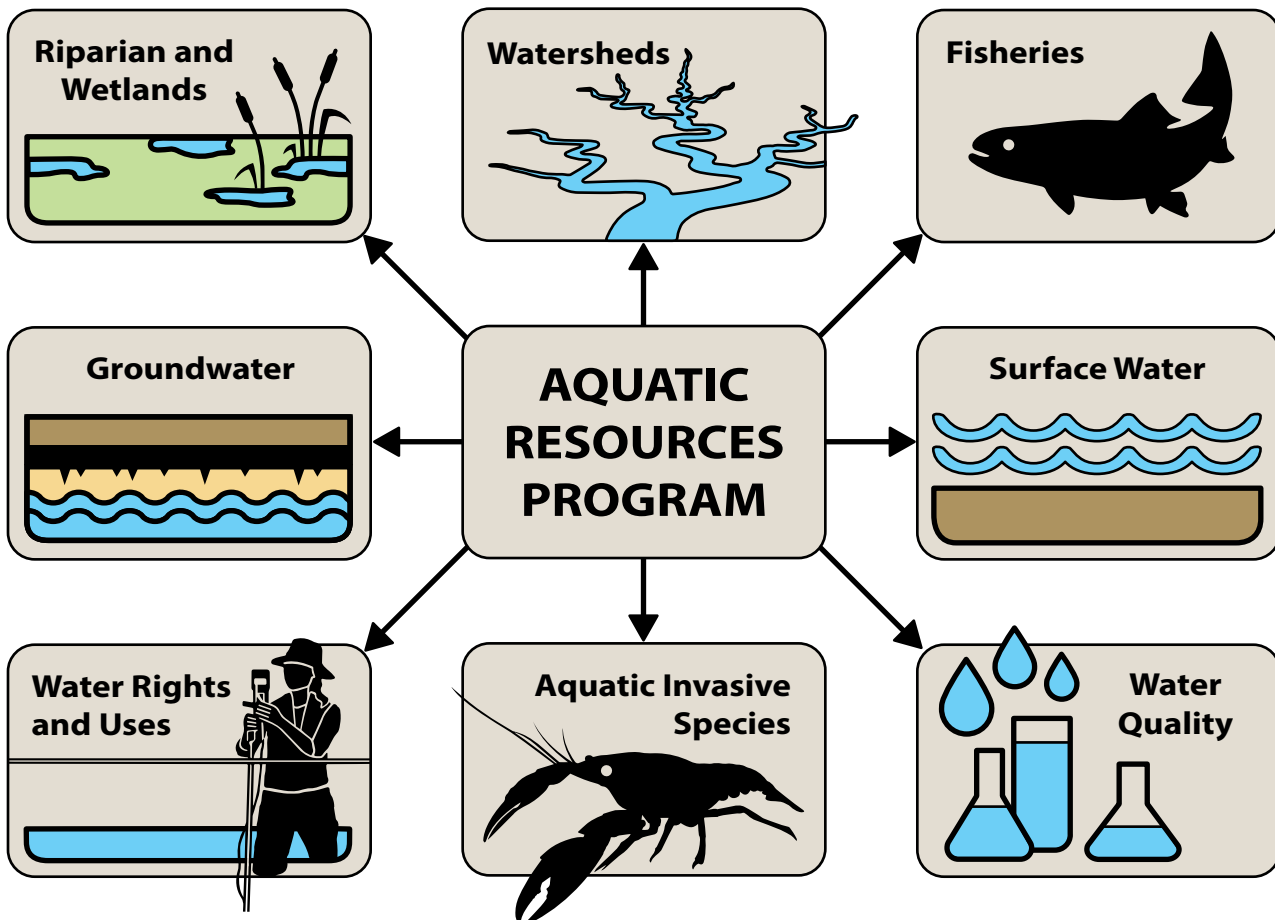 Riparian and
Wetlands
Watersheds
Fisheries
Groundwater
AQUATIC
RESOURCES
PROGRAM
Surface Water
Water Rights
and Uses
Aquatic Invasive
Species
Water
Quality